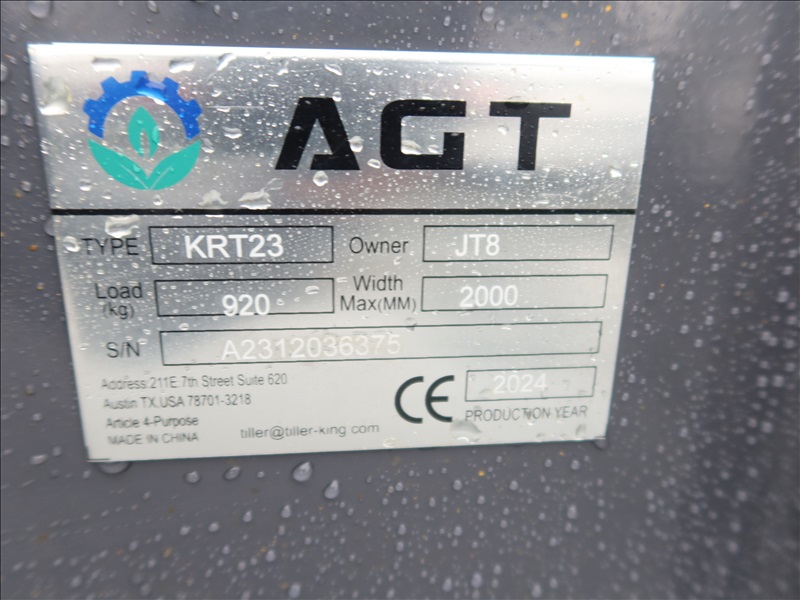 AGT
TYPE KRT23 Owner JT8
Load (kg) 920 Width Max(MM) 2000
S/N A2312036375
Address:211E.7th Street Suite 620
Austin TX,USA 78701-3218
Article 4-Purpose
MADE IN CHINA
tiller@tiller-king.com
CE 2024
PRODUCTION YEAR